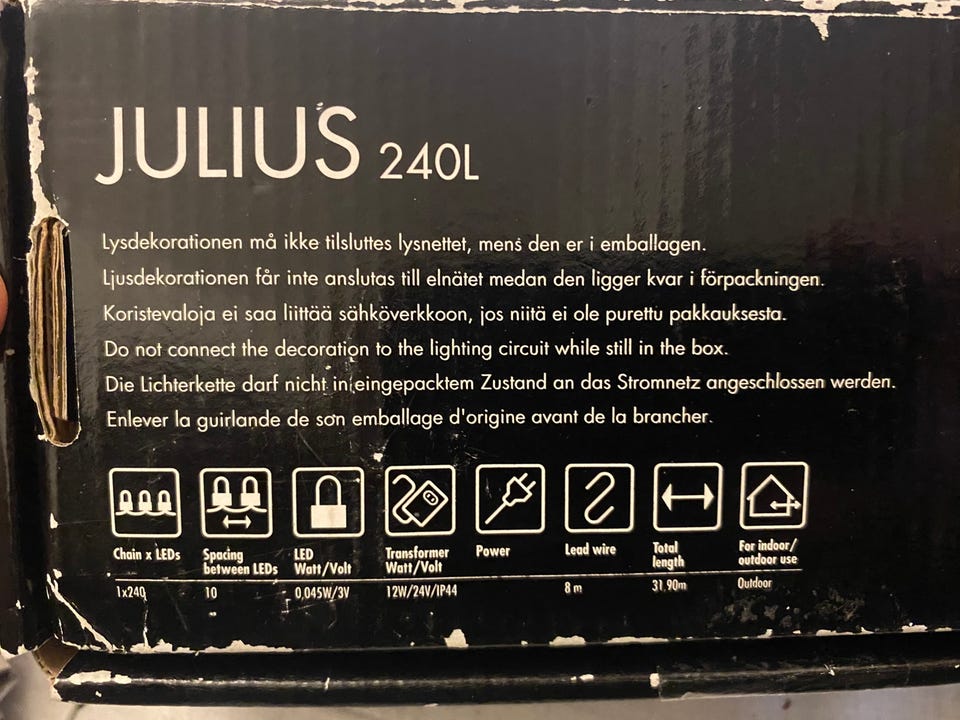 JULIUS 240L
Lysdekorationen må ikke tilsluttes lysnettet, mens den er i emballagen.
Ljusdekorationen får inte anslutas till elnätet medan den ligger kvar i förpackningen.
Koristevaloja ei saa liittää sähköverkkoon, jos niitä ei ole purettu pakkauksesta.
Do not connect the decoration to the lighting circuit while still in the box.
Die Lichterkette darf nicht in eingepacktem Zustand an das Stromnetz angeschlossen werden.
Enlever la guirlande de son emballage d'origine avant de la brancher.
Chain x LEDs
Spacing
between LEDs
LED
Watt/Volt
Transformer
Watt/Volt
Power
Lead wire
Total
length
For indoor/
outdoor use
1x240 10 0,045W/3V 12W/24V/IP44 8 m 31.90m Outdoor